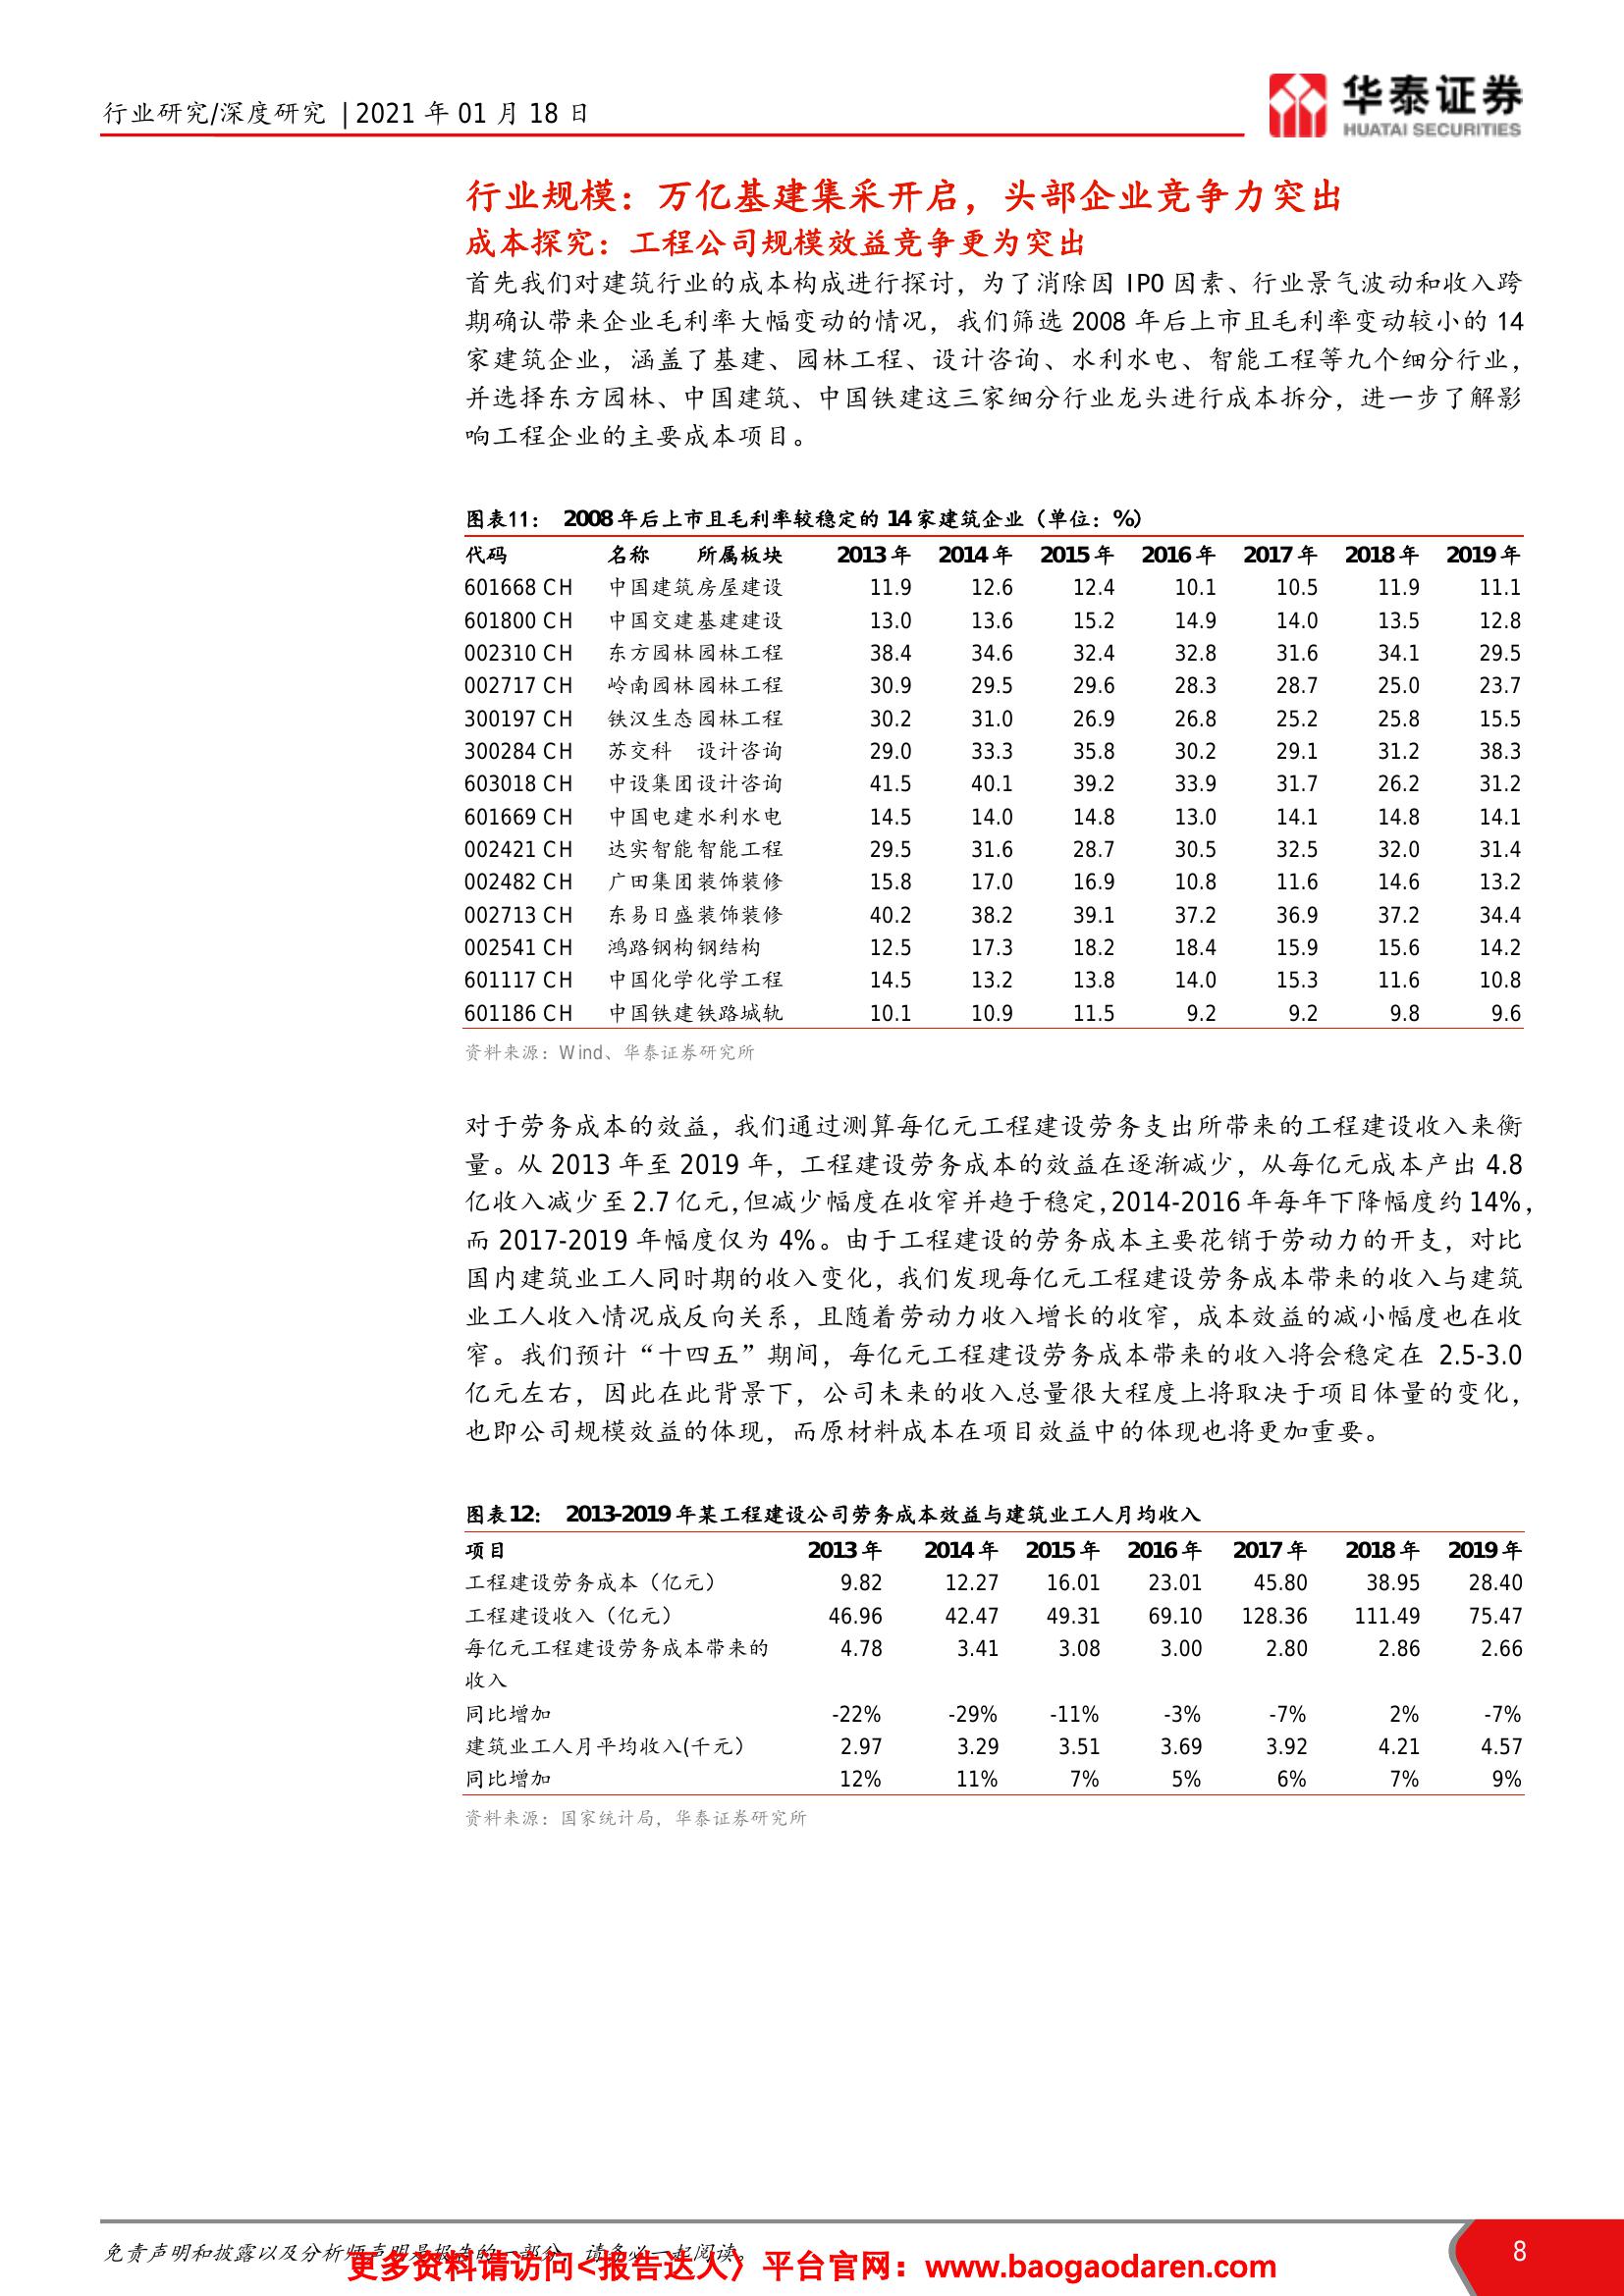 行业研究/深度研究 | 2021 年 01 月 18 日
华泰证券
HUATAI SECURITIES
行业规模：万亿基建集采开启，头部企业竞争力突出
成本探究：工程公司规模效益竞争更为突出
首先我们对建筑行业的成本构成进行探讨，为了消除因 IPO 因素、行业景气波动和收入跨
期确认带来企业毛利率大幅变动的情况，我们筛选 2008 年后上市且毛利率变动较小的 14
家建筑企业，涵盖了基建、园林工程、设计咨询、水利水电、智能工程等九个细分行业，
并选择东方园林、中国建筑、中国铁建这三家细分行业龙头进行成本拆分，进一步了解影
响工程企业的主要成本项目。
图表11： 2008 年后上市且毛利率较稳定的 14 家建筑企业（单位：%）
代码 名称 所属板块 2013 年 2014 年 2015 年 2016 年 2017 年 2018 年 2019 年
601668 CH 中国建筑 房屋建设 11.9 12.6 12.4 10.1 10.5 11.9 11.1
601800 CH 中国交建 基建建设 13.0 13.6 15.2 14.9 14.0 13.5 12.8
002310 CH 东方园林 园林工程 38.4 34.6 32.4 32.8 31.6 34.1 29.5
002717 CH 岭南园林 园林工程 30.9 29.5 29.6 28.3 28.7 25.0 23.7
300197 CH 铁汉生态 园林工程 30.2 31.0 26.9 26.8 25.2 25.8 15.5
300284 CH 苏交科 设计咨询 29.0 33.3 35.8 30.2 29.1 31.2 38.3
603018 CH 中设集团 设计咨询 41.5 40.1 39.2 33.9 31.7 26.2 31.2
601669 CH 中国电建 水利水电 14.5 14.0 14.8 13.0 14.1 14.8 14.1
002421 CH 达实智能 智能工程 29.5 31.6 28.7 30.5 32.5 32.0 31.4
002482 CH 广田集团 装饰装修 15.8 17.0 16.9 10.8 11.6 14.6 13.2
002713 CH 东易日盛 装饰装修 40.2 38.2 39.1 37.2 36.9 37.2 34.4
002541 CH 鸿路钢构 钢结构 12.5 17.3 18.2 18.4 15.9 15.6 14.2
601117 CH 中国化学 化学工程 14.5 13.2 13.8 14.0 15.3 11.6 10.8
601186 CH 中国铁建 铁路城轨 10.1 10.9 11.5 9.2 9.2 9.8 9.6
资料来源：Wind、华泰证券研究所
对于劳务成本的效益，我们通过测算每亿元工程建设劳务支出所带来的工程建设收入来衡
量。从 2013 年至 2019 年，工程建设劳务成本的效益在逐渐减少，从每亿元成本产出 4.8
亿收入减少至 2.7 亿元，但减少幅度在收窄并趋于稳定，2014-2016 年每年下降幅度约 14%，
而 2017-2019 年幅度仅为 4%。由于工程建设的劳务成本主要花销于劳动力的开支，对比
国内建筑业工人同时期的收入变化，我们发现每亿元工程建设劳务成本带来的收入与建筑
业工人收入情况成反向关系，且随着劳动力收入增长的收窄，成本效益的减小幅度也在收
窄。我们预计“十四五”期间，每亿元工程建设劳务成本带来的收入将会稳定在 2.5-3.0
亿元左右，因此在此背景下，公司未来的收入总量很大程度上将取决于项目体量的变化，
也即公司规模效益的体现，而原材料成本在项目效益中的体现也将更加重要。
图表12： 2013-2019 年某工程建设公司劳务成本效益与建筑业工人月均收入
项目 2013 年 2014 年 2015 年 2016 年 2017 年 2018 年 2019 年
工程建设劳务成本（亿元） 9.82 12.27 16.01 23.01 45.80 38.95 28.40
工程建设收入（亿元） 46.96 42.47 49.31 69.10 128.36 111.49 75.47
每亿元工程建设劳务成本带来的 4.78 3.41 3.08 3.00 2.80 2.86 2.66
收入
同比增加 -22% -29% -11% -3% -7% 2% -7%
建筑业工人月平均收入(千元） 2.97 3.29 3.51 3.69 3.92 4.21 4.57
同比增加 12% 11% 7% 5% 6% 7% 9%
资料来源：国家统计局，华泰证券研究所
免责声明和披露以及分析师声明是报告的一部分，请务必一起阅读。
更多资料请访问<报告达人〉平台官网：www.baogaodaren.com
8